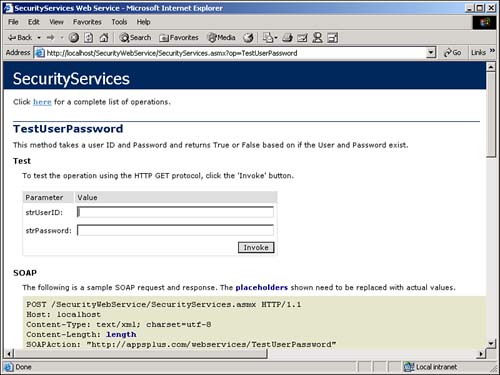 SecurityServices Web Service - Microsoft Internet Explorer
File Edit View Favorites Tools Help
Back Search Favorites Media
Address http://localhost/SecurityWebService/SecurityServices.asmx?op=TestUserPassword Go Links »
SecurityServices
Click here for a complete list of operations.
TestUserPassword
This method takes a user ID and Password and returns True or False based on if the User and Password exist.
Test
To test the operation using the HTTP GET protocol, click the 'Invoke' button.
Parameter Value
strUserID:
strPassword:
Invoke
SOAP
The following is a sample SOAP request and response. The placeholders shown need to be replaced with actual values.
POST /SecurityWebService/SecurityServices.asmx HTTP/1.1
Host: localhost
Content-Type: text/xml; charset=utf-8
Content-Length: length
SOAPAction: "http://appsplus.com/webservices/TestUserPassword"
Done Local intranet